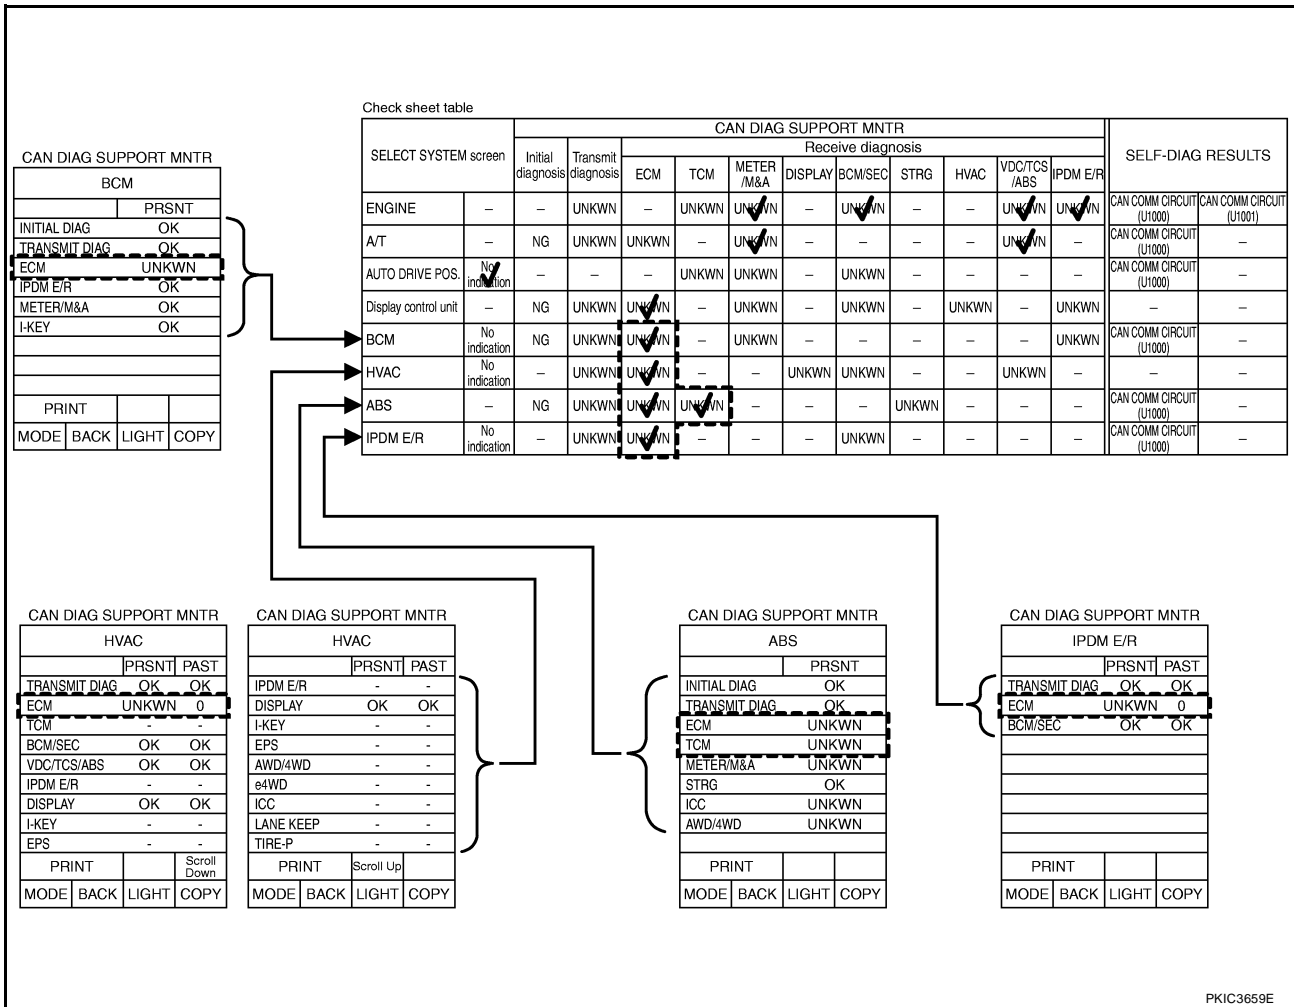 Check sheet table
SELECT SYSTEM screen
CAN DIAG SUPPORT MNTR
SELF-DIAG RESULTS
Initial diagnosis
Transmit diagnosis
Receive diagnosis
ECM TCM METER /M&A DISPLAY BCM/SEC STRG HVAC VDC/TCS /ABS IPDM E/R
ENGINE – – UNKWN – UNKWN UNKWN – UNKWN – – UNKWN UNKWN CAN COMM CIRCUIT (U1000) CAN COMM CIRCUIT (U1001)
A/T – NG UNKWN UNKWN – UNKWN – – – – UNKWN – CAN COMM CIRCUIT (U1000) –
AUTO DRIVE POS. No indication – – – UNKWN UNKWN – UNKWN – – – – CAN COMM CIRCUIT (U1000) –
Display control unit – NG UNKWN UNKWN – UNKWN – UNKWN – UNKWN – UNKWN – –
BCM No indication NG UNKWN UNKWN – UNKWN – – – – – UNKWN CAN COMM CIRCUIT (U1000) –
HVAC No indication – UNKWN UNKWN – – UNKWN UNKWN – – UNKWN – – –
ABS – NG UNKWN UNKWN UNKWN – – – UNKWN – – – CAN COMM CIRCUIT (U1000) –
IPDM E/R No indication – UNKWN UNKWN – – – UNKWN – – – – CAN COMM CIRCUIT (U1000) –
CAN DIAG SUPPORT MNTR
BCM
PRSNT
INITIAL DIAG OK
TRANSMIT DIAG OK
ECM UNKWN
IPDM E/R OK
METER/M&A OK
I-KEY OK
PRINT
MODE BACK LIGHT COPY
CAN DIAG SUPPORT MNTR
HVAC
PRSNT PAST
TRANSMIT DIAG OK OK
ECM UNKWN 0
TCM - -
BCM/SEC OK OK
VDC/TCS/ABS OK OK
IPDM E/R - -
DISPLAY OK OK
I-KEY - -
EPS - -
PRINT Scroll Down
MODE BACK LIGHT COPY
CAN DIAG SUPPORT MNTR
HVAC
PRSNT PAST
IPDM E/R - -
DISPLAY OK OK
I-KEY - -
EPS - -
AWD/4WD - -
e4WD - -
ICC - -
LANE KEEP - -
TIRE-P - -
PRINT Scroll Up
MODE BACK LIGHT COPY
CAN DIAG SUPPORT MNTR
ABS
PRSNT
INITIAL DIAG OK
TRANSMIT DIAG OK
ECM UNKWN
TCM UNKWN
METER/M&A UNKWN
STRG OK
ICC UNKWN
AWD/4WD UNKWN
PRINT
MODE BACK LIGHT COPY
CAN DIAG SUPPORT MNTR
IPDM E/R
PRSNT PAST
TRANSMIT DIAG OK OK
ECM UNKWN 0
BCM/SEC OK OK
PRINT
MODE BACK LIGHT COPY
PKIC3659E